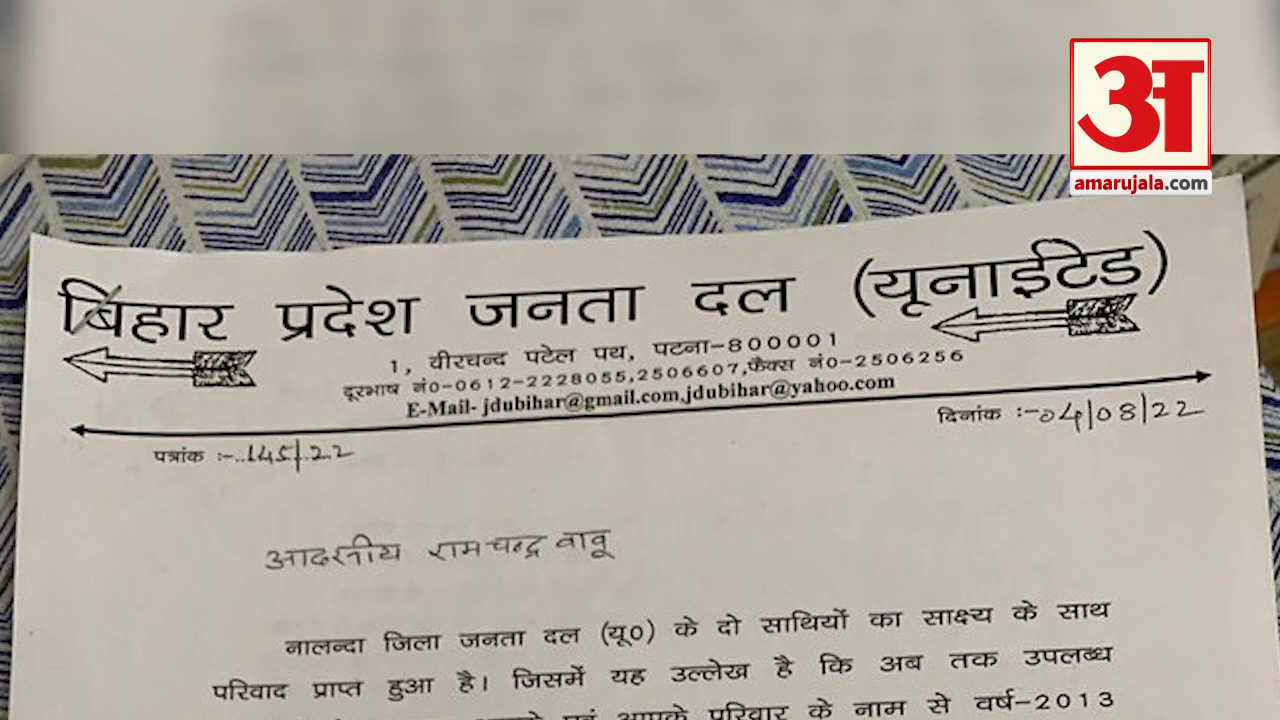 अ
amarujala.com
बिहार प्रदेश जनता दल (यूनाईटेड)
1, वीरचन्द पटेल पथ, पटना-800001
दूरभाष नं0-0612-2228055,2506607,फैक्स नं0-2506256
E-Mail- jdubihar@gmail.com,jdubihar@yahoo.com
पत्रांक :-..145/.22
दिनांक :-04/08/22
आदरणीय रामचन्द्र बाबू
नालन्दा जिला जनता दल (यू0) के दो साथियों का साक्ष्य के साथ
परिवाद प्राप्त हुआ है। जिसमें यह उल्लेख है कि अब तक उपलब्ध
एवं आपके परिवार के नाम से वर्ष-2013